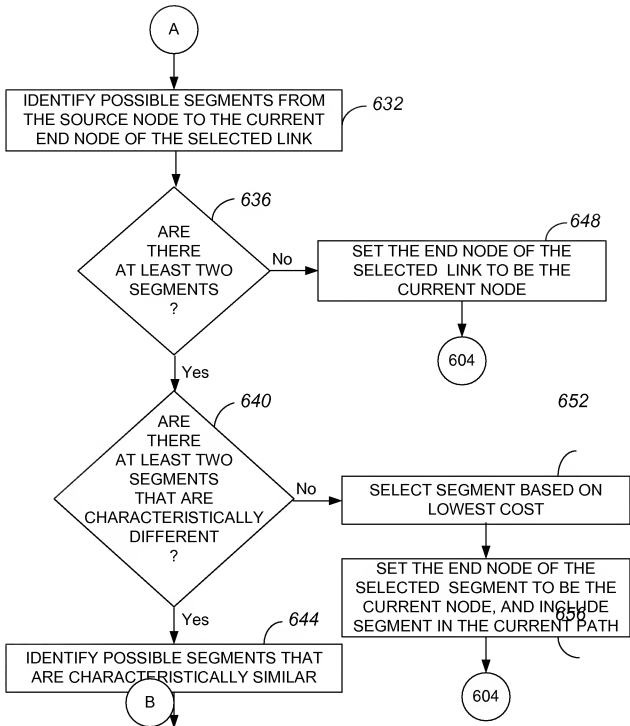 A
IDENTIFY POSSIBLE SEGMENTS FROM
THE SOURCE NODE TO THE CURRENT
END NODE OF THE SELECTED LINK
632
636
ARE
THERE
AT LEAST TWO
SEGMENTS
?
No
648
SET THE END NODE OF THE
SELECTED LINK TO BE THE
CURRENT NODE
604
Yes
640
ARE
THERE
AT LEAST TWO
SEGMENTS
THAT ARE
CHARACTERISTICALLY
DIFFERENT
?
No
652
SELECT SEGMENT BASED ON
LOWEST COST
SET THE END NODE OF THE
SELECTED SEGMENT TO BE THE
CURRENT NODE, AND INCLUDE
SEGMENT IN THE CURRENT PATH
656
604
Yes
644
IDENTIFY POSSIBLE SEGMENTS THAT
ARE CHARACTERISTICALLY SIMILAR
B